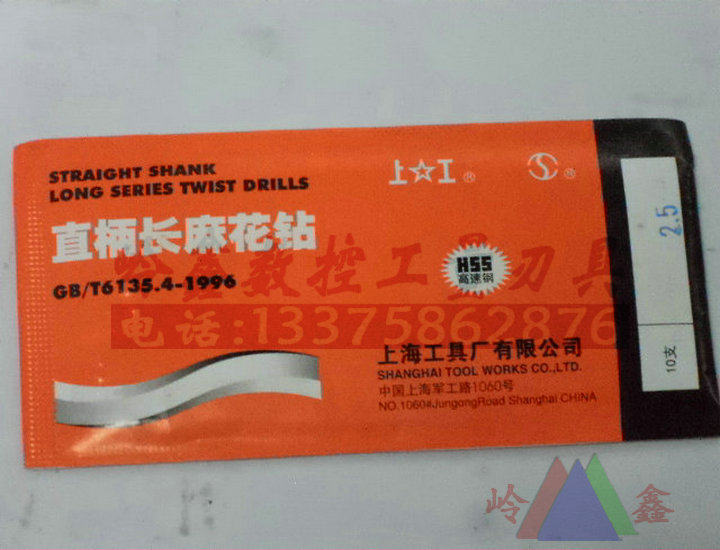 STRAIGHT SHANK
LONG SERIES TWIST DRILLS
直柄长麻花钻
GB/T6135.4-1996
上☆工®
®
HSS
高速钢
2.5
10支
岭鑫数控工具刃具
电话:13375862876
上海工具厂有限公司
SHANGHAI TOOL WORKS CO.,LTD.
中国上海军工路1060号
NO.1060#JungongRoad Shanghai CHINA
岭鑫